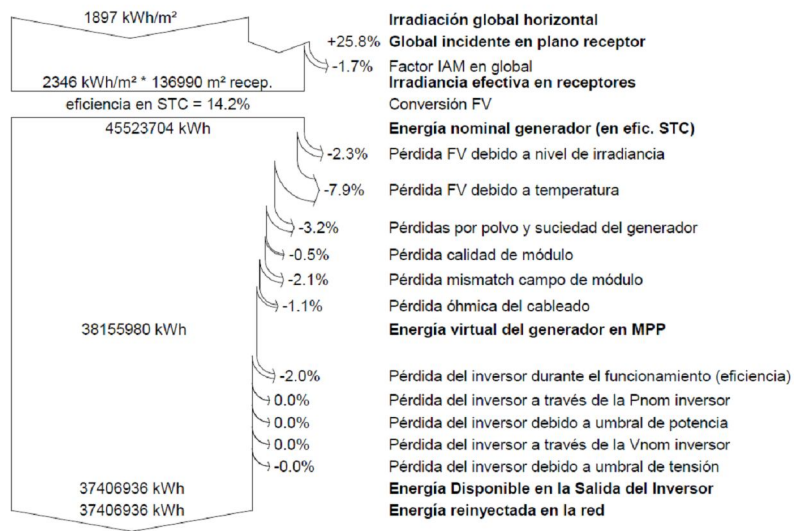 1897 kWh/m² Irradiación global horizontal
+25.8% Global incidente en plano receptor
-1.7% Factor IAM en global
2346 kWh/m² * 136990 m² recep. Irradiancia efectiva en receptores
eficiencia en STC = 14.2% Conversión FV
45523704 kWh Energía nominal generador (en efic. STC)
-2.3% Pérdida FV debido a nivel de irradiancia
-7.9% Pérdida FV debido a temperatura
-3.2% Pérdidas por polvo y suciedad del generador
-0.5% Pérdida calidad de módulo
-2.1% Pérdida mismatch campo de módulo
-1.1% Pérdida óhmica del cableado
38155980 kWh Energía virtual del generador en MPP
-2.0% Pérdida del inversor durante el funcionamiento (eficiencia)
0.0% Pérdida del inversor a través de la Pnom inversor
0.0% Pérdida del inversor debido a umbral de potencia
0.0% Pérdida del inversor a través de la Vnom inversor
-0.0% Pérdida del inversor debido a umbral de tensión
37406936 kWh Energía Disponible en la Salida del Inversor
37406936 kWh Energía reinyectada en la red